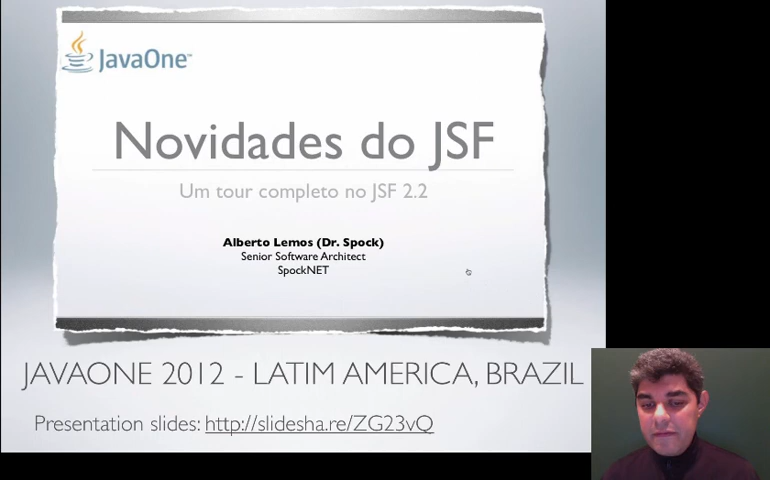 JavaOne™
Novidades do JSF
Um tour completo no JSF 2.2
Alberto Lemos (Dr. Spock)
Senior Software Architect
SpockNET
JAVAONE 2012 - LATIM AMERICA, BRAZIL
Presentation slides: http://slidesha.re/ZG23vQ